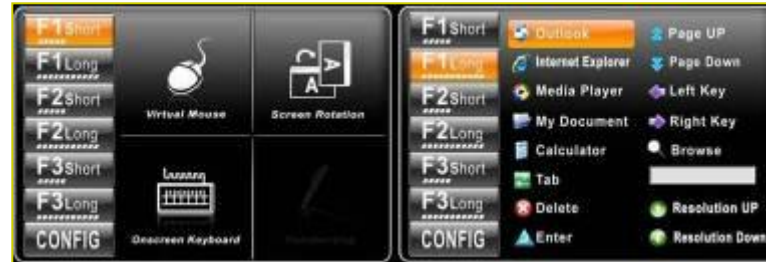 F1Short
F1Long
F2Short
F2Long
F3Short
F3Long
CONFIG
Virtual Mouse
Screen Rotation
A
A
Onscreen Keyboard
F1Short
F1Long
F2Short
F2Long
F3Short
F3Long
CONFIG
Outlook
Internet Explorer
Media Player
My Document
Calculator
Tab
Delete
Enter
Page UP
Page Down
Left Key
Right Key
Browse
Resolution UP
Resolution Down